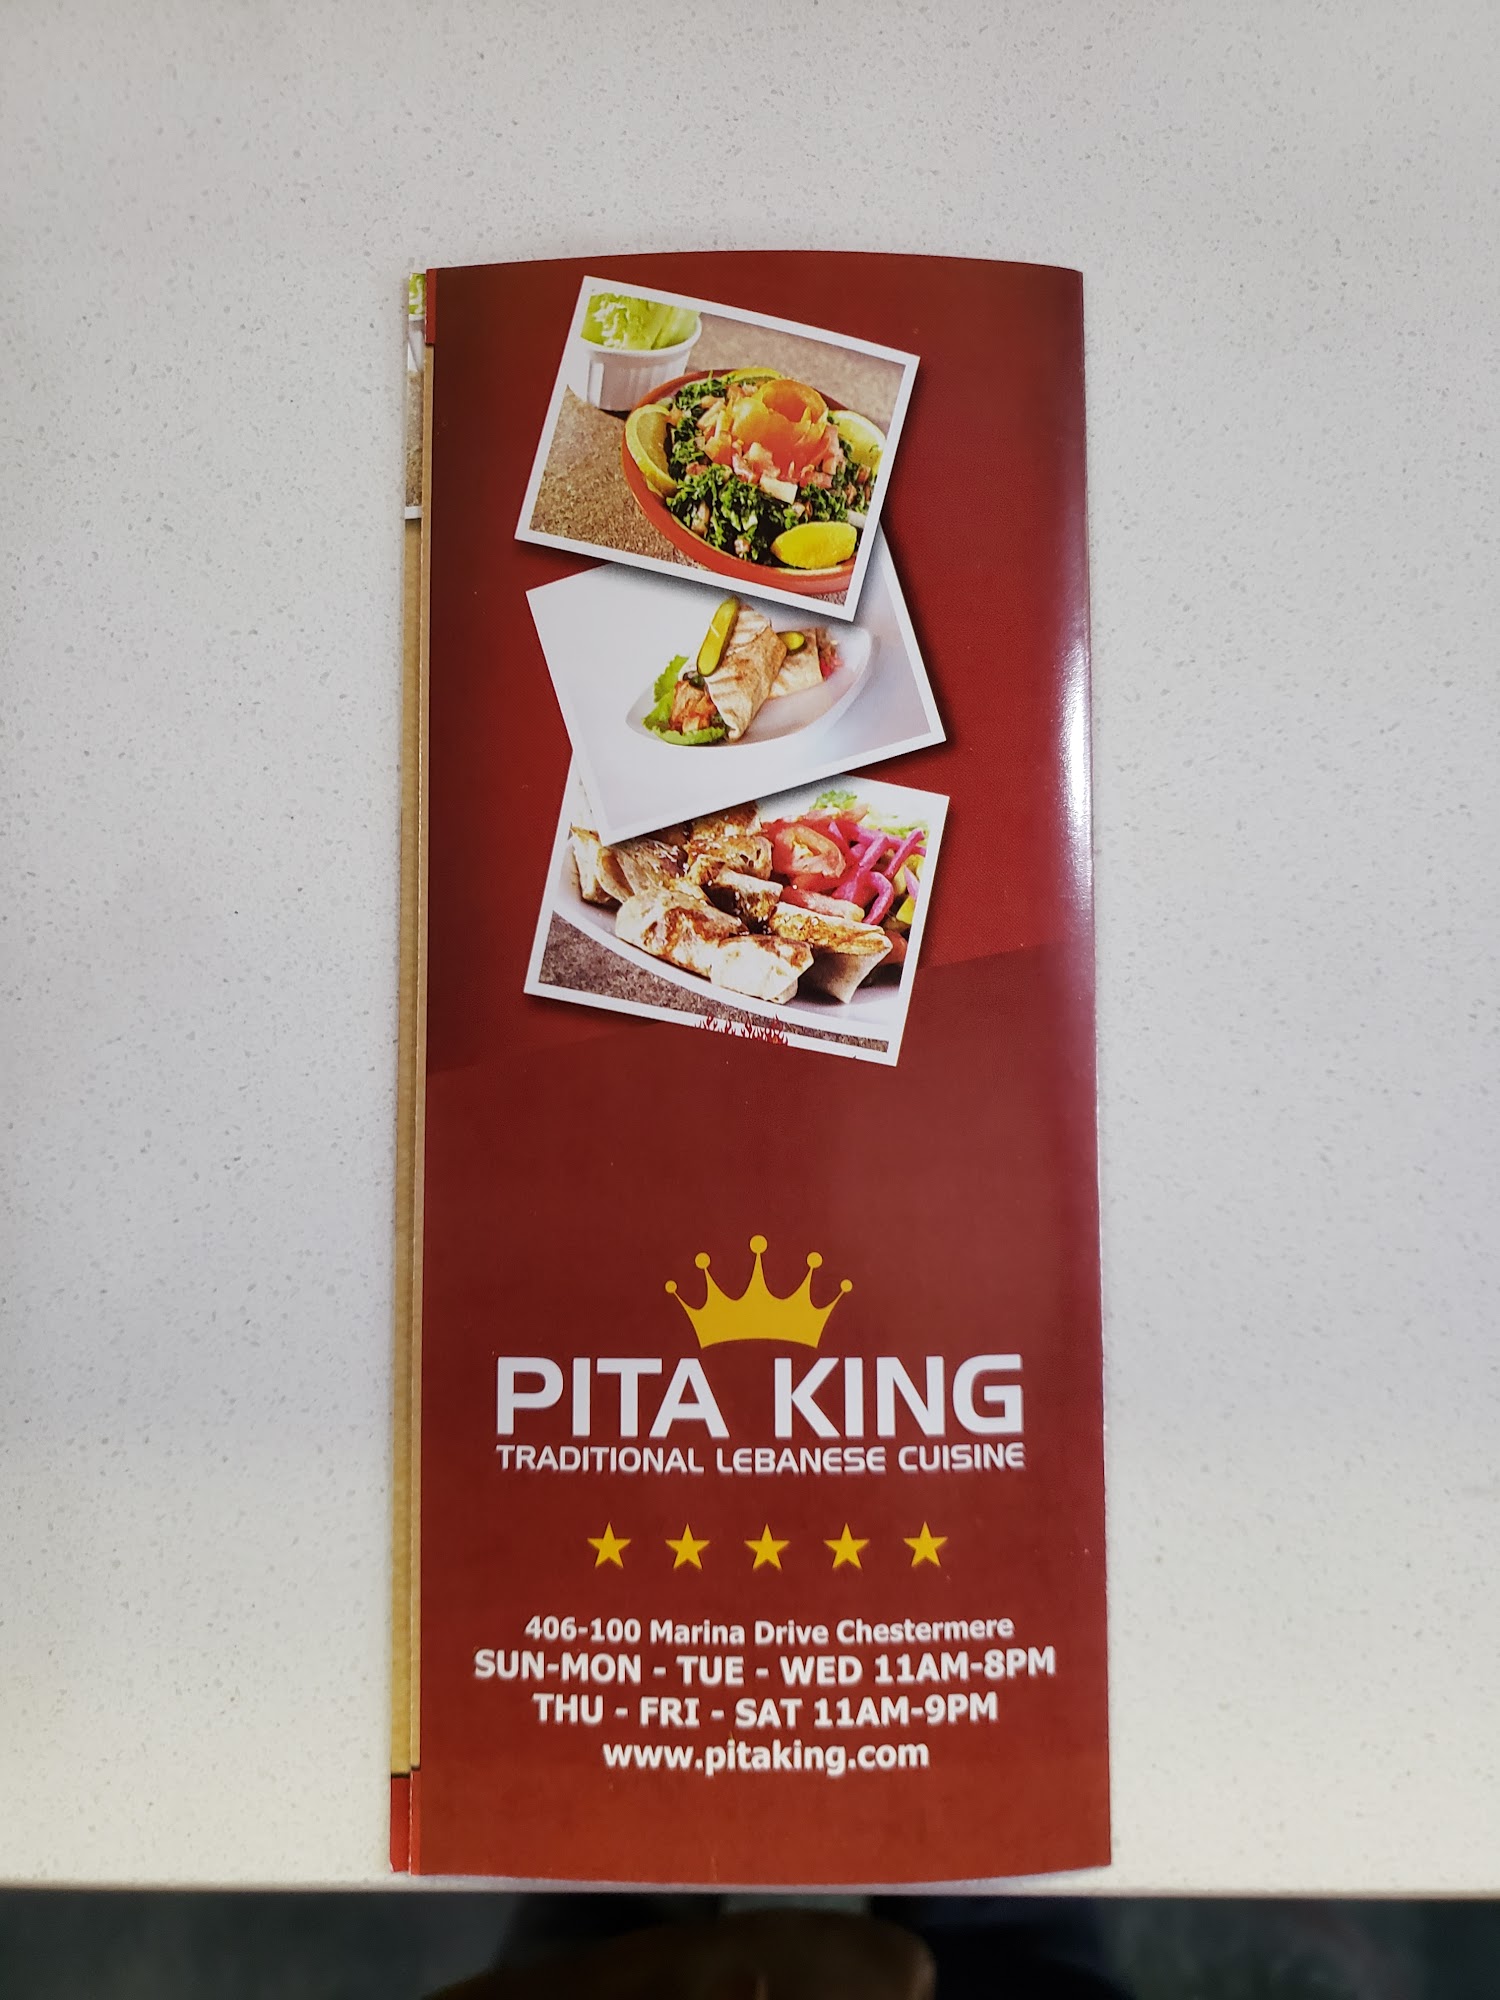 PITA KING
TRADITIONAL LEBANESE CUISINE
406-100 Marina Drive Chestermere
SUN-MON - TUE - WED 11AM-8PM
THU - FRI - SAT 11AM-9PM
www.pitaking.com